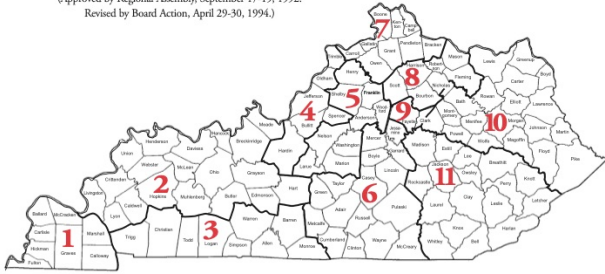 (Approved by Regional Assembly, September 17-19, 1992.
Revised by Board Action, April 29-30, 1994.)
Boone
Kenton
Campbell
7
Gallatin
Grant
Pendleton
Bracken
Carroll
Owen
Mason
Lewis
Greenup
Trimble
Harrison
Robertson
Boyd
Oldham
Henry
Scott
8
Nicholas
Fleming
Carter
Jefferson
Shelby
5
Franklin
Bourbon
Bath
Rowan
Elliott
Lawrence
4
Bullitt
Spencer
Anderson
Woodford
9
Clark
Montgomery
Menifee
Morgan
10
Martin
Meade
Hancock
Breckinridge
Hardin
Nelson
Washington
Mercer
Garrard
Madison
Estill
Powell
Wolfe
Magoffin
Johnson
Floyd
Pike
Henderson
Daviess
Union
Webster
McLean
Ohio
Grayson
Larue
Marion
Boyle
Lincoln
Rockcastle
Jackson
Lee
Owsley
Breathitt
Knott
11
Crittenden
2
Hopkins
Muhlenberg
Butler
Edmonson
Hart
Green
Taylor
Casey
6
Adair
Russell
Pulaski
Laurel
Clay
Perry
Leslie
Letcher
Livingston
Caldwell
Lyon
Ballard
McCracken
Carlisle
1
Graves
Marshall
Hickman
Fulton
Calloway
Trigg
Christian
Todd
3
Logan
Warren
Simpson
Allen
Barren
Monroe
Metcalfe
Cumberland
Clinton
Wayne
McCreary
Whitley
Knox
Bell
Harlan